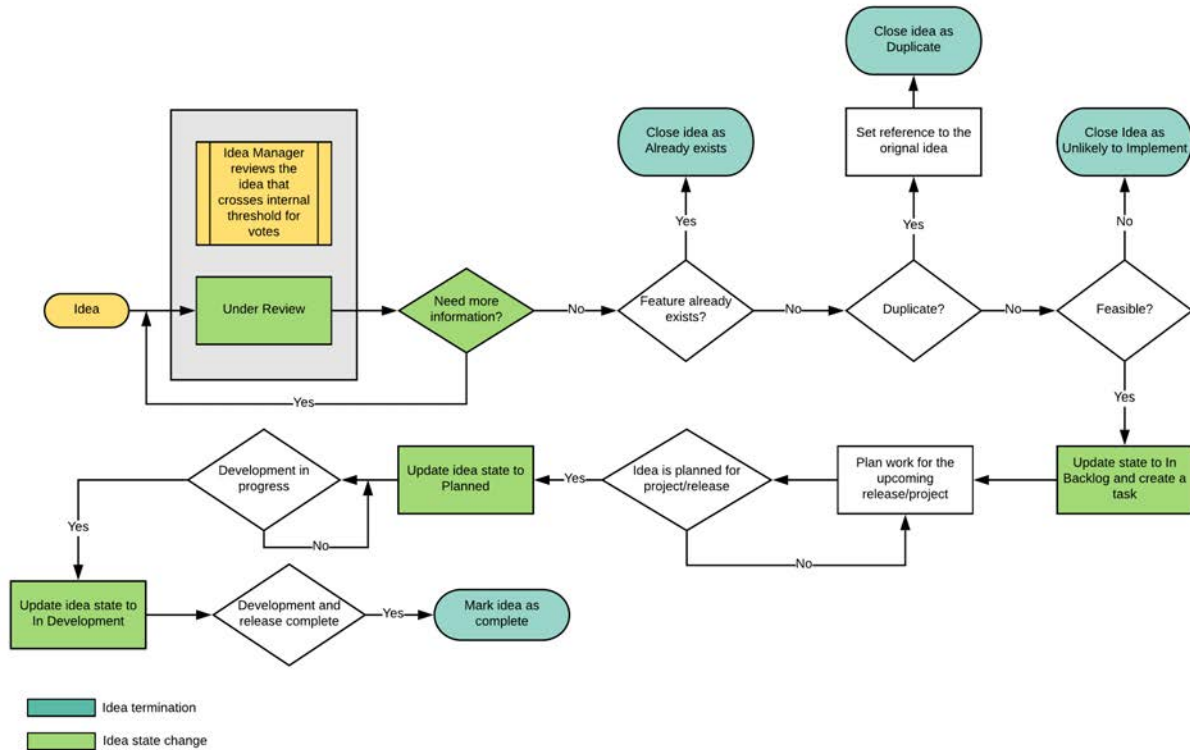 Close idea as
Duplicate
Idea Manager
reviews the
idea that
crosses internal
threshold for
votes
Close idea as
Already exists
Set reference to the
orignal idea
Close Idea as
Unlikely to Implement
Yes
Yes
No
Idea
Under Review
Need more
information?
No
Feature already
exists?
No
Duplicate?
No
Feasible?
Yes
Yes
Update state to In
Backlog and create a
task
Plan work for the
upcoming
release/project
Idea is planned for
project/release
Yes
No
Update idea state to
Planned
Development in
progress
No
Yes
Update idea state to
In Development
Development and
release complete
Yes
Mark idea as
complete
Idea termination
Idea state change